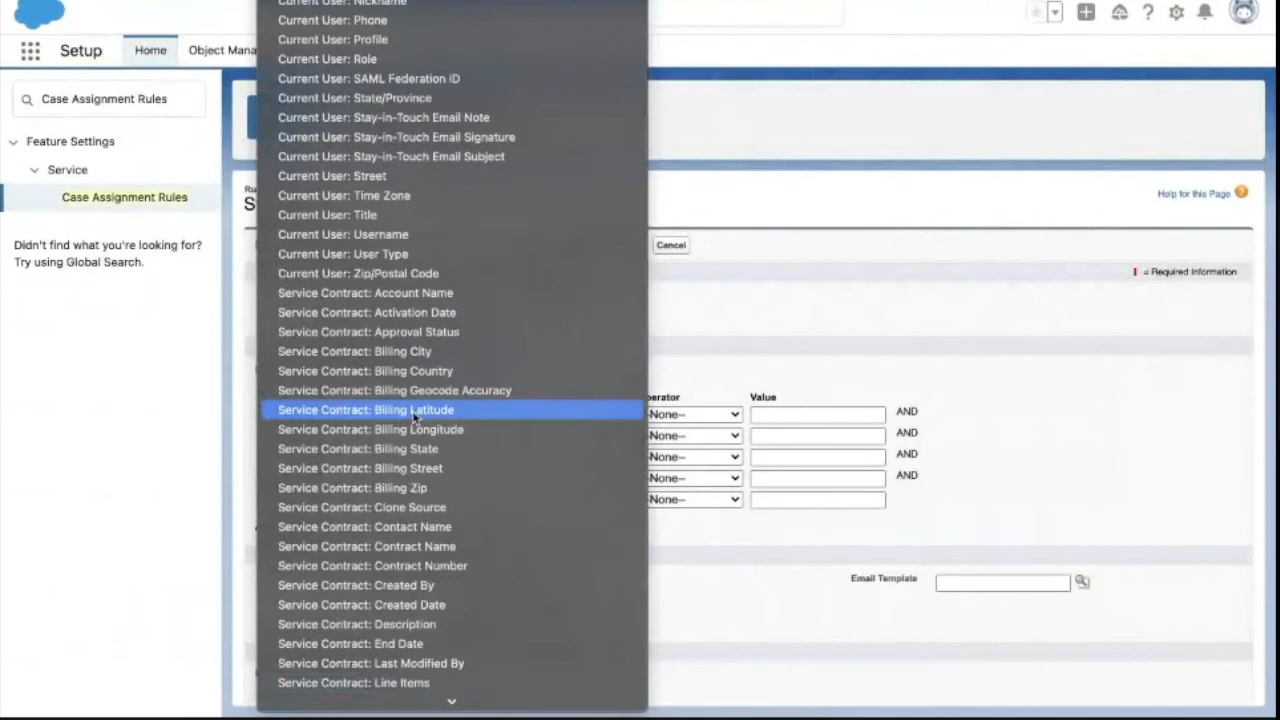 Current User: Nickname
Current User: Phone
Current User: Profile
Current User: Role
Current User: SAML Federation ID
Current User: State/Province
Current User: Stay-in-Touch Email Note
Current User: Stay-in-Touch Email Signature
Current User: Stay-in-Touch Email Subject
Current User: Street
Current User: Time Zone
Current User: Title
Current User: Username
Current User: User Type
Current User: Zip/Postal Code
Service Contract: Account Name
Service Contract: Activation Date
Service Contract: Approval Status
Service Contract: Billing City
Service Contract: Billing Country
Service Contract: Billing Geocode Accuracy
Service Contract: Billing Latitude
Service Contract: Billing Longitude
Service Contract: Billing State
Service Contract: Billing Street
Service Contract: Billing Zip
Service Contract: Clone Source
Service Contract: Contact Name
Service Contract: Contract Name
Service Contract: Contract Number
Service Contract: Created By
Service Contract: Created Date
Service Contract: Description
Service Contract: End Date
Service Contract: Last Modified By
Service Contract: Line Items
Setup
Home
Object Mana
Case Assignment Rules
Feature Settings
Service
Case Assignment Rules
Didn't find what you're looking for?
Try using Global Search.
Ru
S
Help for this Page
Cancel
= Required Information
perator
Value
-None--
AND
-None--
AND
-None--
AND
-None--
AND
-None--
Email Template